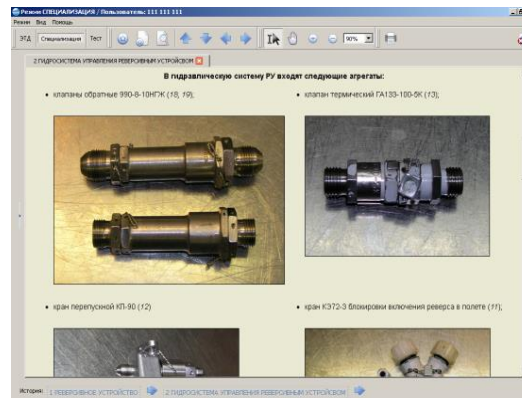 Режим СПЕЦИАЛИЗАЦИЯ / Пользователь: 111 111 111
Режим Вид Помощь
ЭТД Специализация Тест 90%
2 ГИДРОСИСТЕМА УПРАВЛЕНИЯ РЕВЕРСИВНЫМ УСТРОЙСВОМ
В гидравлическую систему РУ входят следующие агрегаты:
• клапаны обратные 990-8-10НГЖ (18, 19);
• клапан термический ГА133-100-5К (13);
• кран перепускной КП-90 (12)
• кран КЭ72-3 блокировки включения реверса в полете (11);
История: 1 РЕВЕРСИВНОЕ УСТРОЙСТВО 2 ГИДРОСИСТЕМА УПРАВЛЕНИЯ РЕВЕРСИВНЫМ УСТРОЙСВОМ